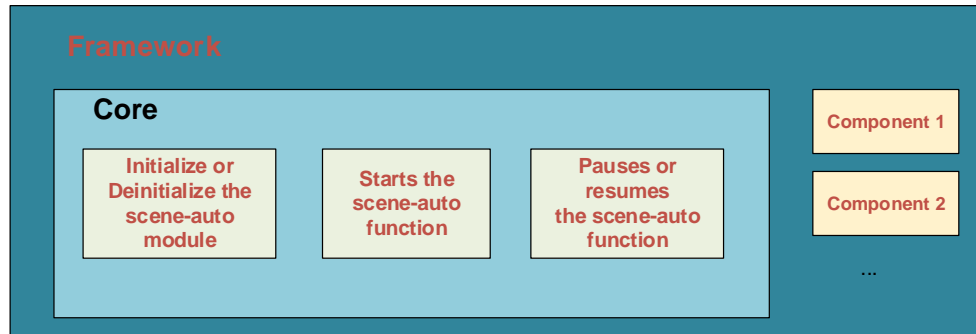 Framework
Core
Initialize or
Deinitialize the
scene-auto
module
Starts the
scene-auto
function
Pauses or
resumes
the scene-auto
function
Component 1
Component 2
...